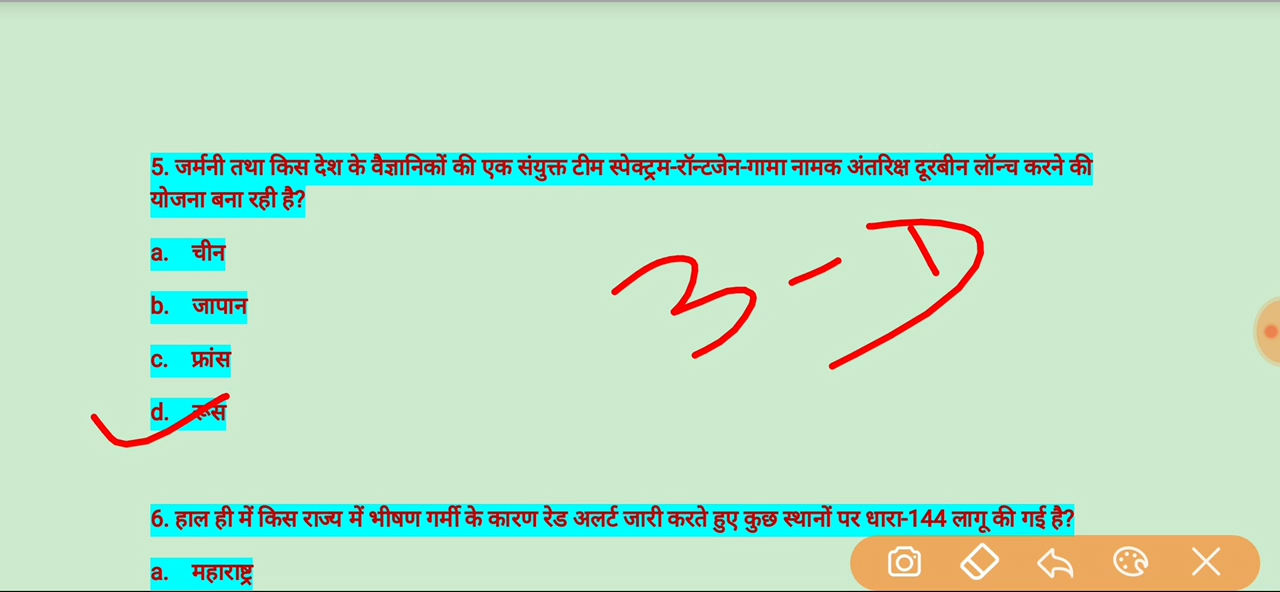 5. जर्मनी तथा किस देश के वैज्ञानिकों की एक संयुक्त टीम स्पेक्ट्रम-रॉन्टजेन-गामा नामक अंतरिक्ष दूरबीन लॉन्च करने की
योजना बना रही है?
a. चीन
b. जापान
3-D
c. फ्रांस
d. रूस
6. हाल ही में किस राज्य में भीषण गर्मी के कारण रेड अलर्ट जारी करते हुए कुछ स्थानों पर धारा-144 लागू की गई है?
a. महाराष्ट्र